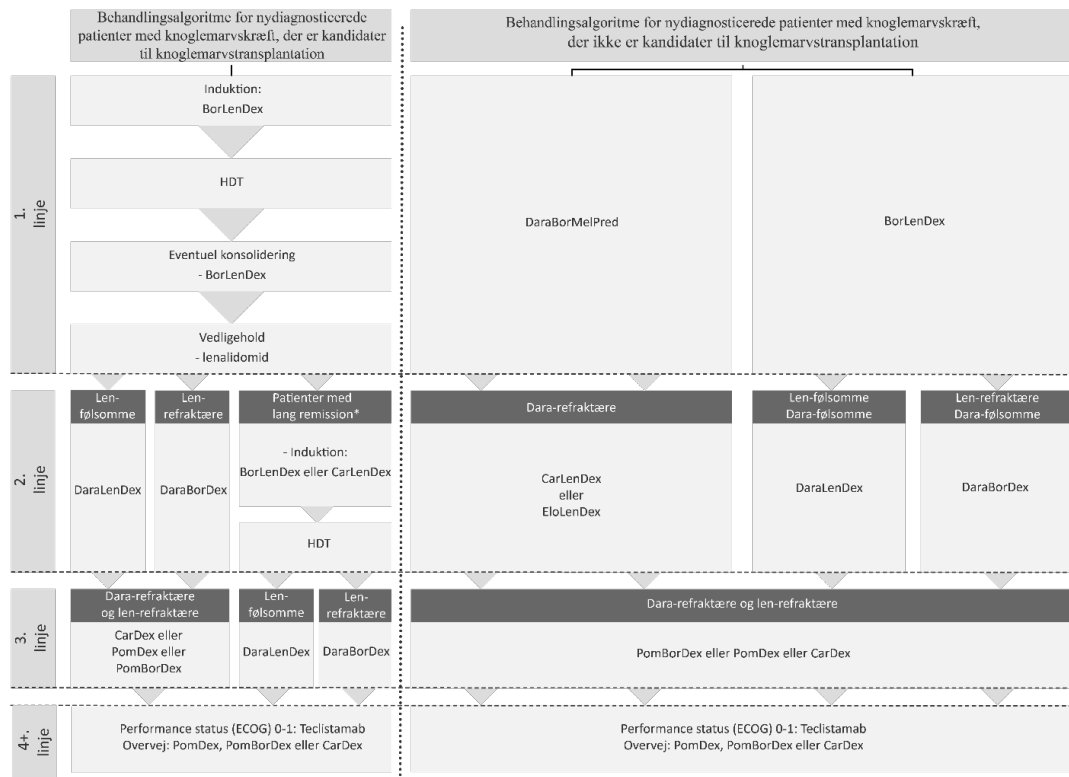 Behandlingsalgoritme for nydiagnosticerede
patienter med knoglemarvskræft, der er kandidater
til knoglemarvstransplantation
Behandlingsalgoritme for nydiagnosticerede patienter med knoglemarvskræft,
der ikke er kandidater til knoglemarvstransplantation
1.
linje
Induktion:
BorLenDex
HDT
Eventuel konsolidering
- BorLenDex
Vedligehold
- lenalidomid
DaraBorMelPred
BorLenDex
2.
linje
Len-
følsomme
DaraLenDex
Len-
refraktære
DaraBorDex
Patienter med
lang remission*
- Induktion:
BorLenDex eller CarLenDex
HDT
Dara-refraktære
CarLenDex
eller
EloLenDex
Len-følsomme
Dara-følsomme
DaraLenDex
Len-refraktære
Dara-følsomme
DaraBorDex
3.
linje
Dara-refraktære
og len-refraktære
CarDex eller
PomDex eller
PomBorDex
Len-
følsomme
DaraLenDex
Len-
refraktære
DaraBorDex
Dara-refraktære og len-refraktære
PomBorDex eller PomDex eller CarDex
4+.
linje
Performance status (ECOG) 0-1: Teclistamab
Overvej: PomDex, PomBorDex eller CarDex
Performance status (ECOG) 0-1: Teclistamab
Overvej: PomDex, PomBorDex eller CarDex